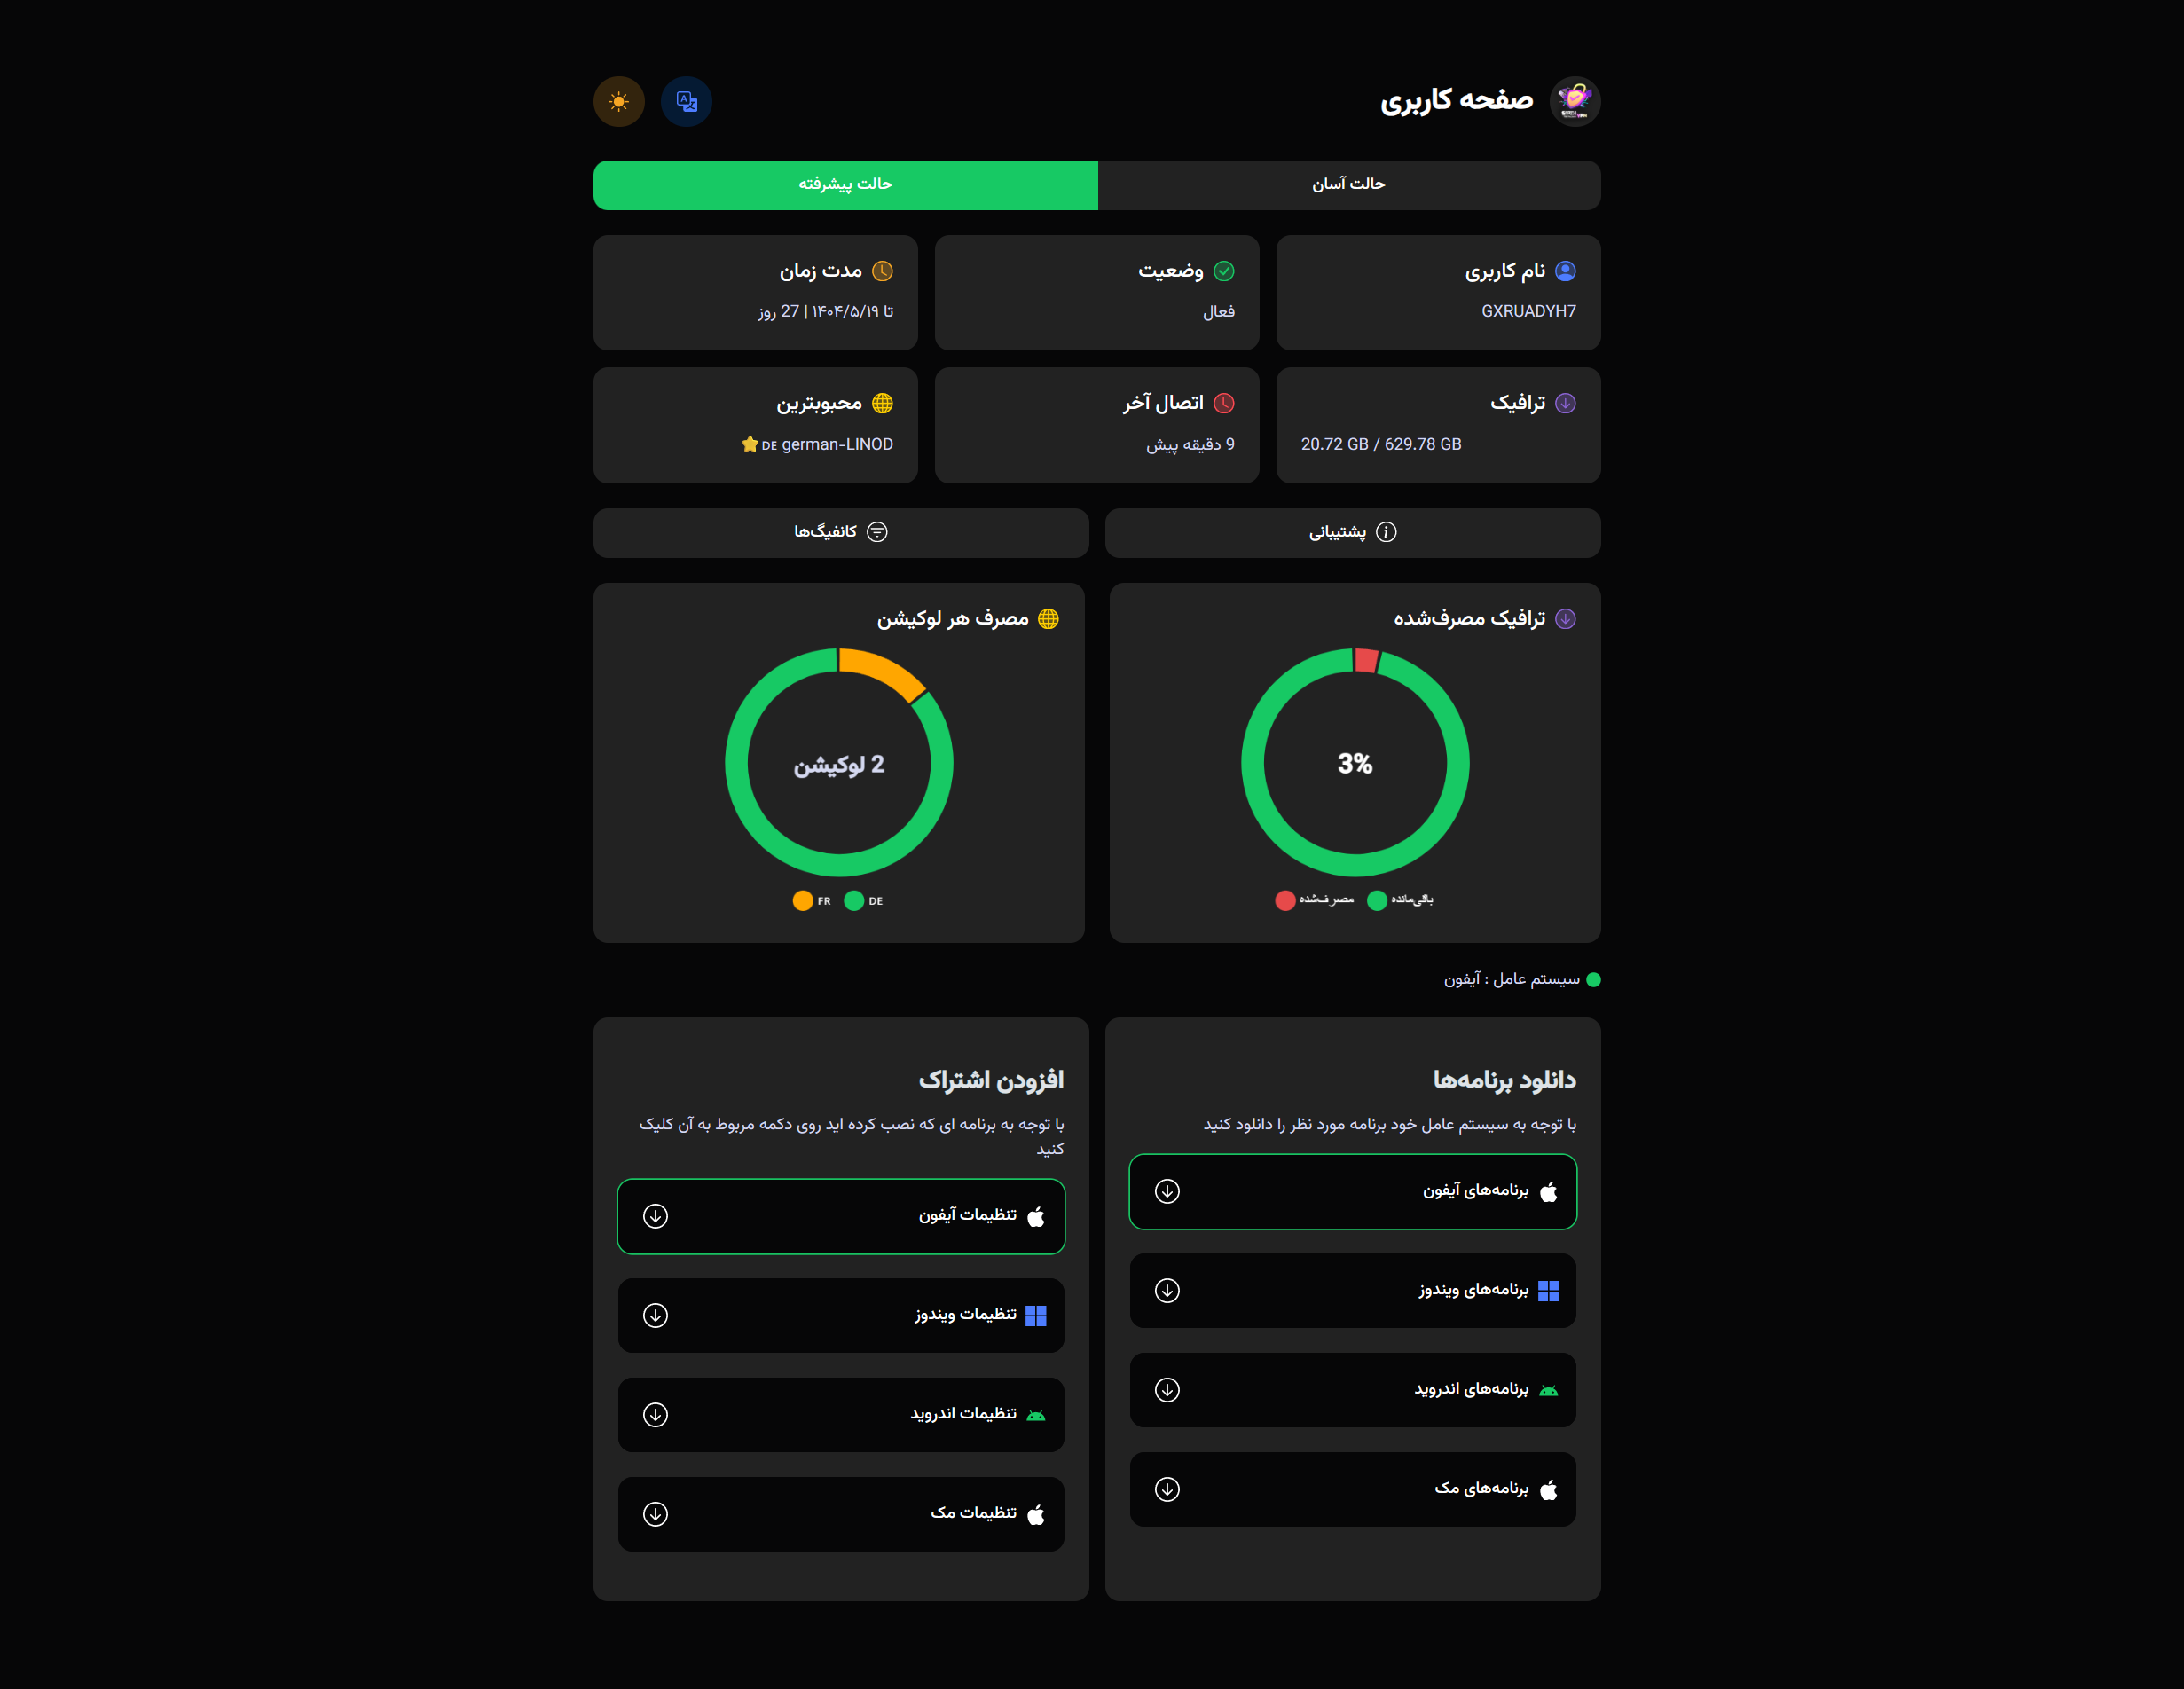 صفحه کاربری
حالت آسان
حالت پیشرفته
نام کاربری
GXRUADYH7
وضعیت
فعال
مدت زمان
تا ۱۴۰۴/۵/۱۹ | 27 روز
ترافیک
20.72 GB / 629.78 GB
اتصال آخر
9 دقیقه پیش
محبوبترین
german-LINOD DE ⭐
پشتیبانی
کانفیگ‌ها
ترافیک مصرف‌شده
3%
باقی‌مانده
مصرف‌شده
مصرف هر لوکیشن
2 لوکیشن
DE
FR
سیستم عامل : آیفون
دانلود برنامه‌ها
با توجه به سیستم عامل خود برنامه مورد نظر را دانلود کنید
برنامه‌های آیفون
برنامه‌های ویندوز
برنامه‌های اندروید
برنامه‌های مک
افزودن اشتراک
با توجه به برنامه ای که نصب کرده اید روی دکمه مربوط به آن کلیک
کنید
تنظیمات آیفون
تنظیمات ویندوز
تنظیمات اندروید
تنظیمات مک